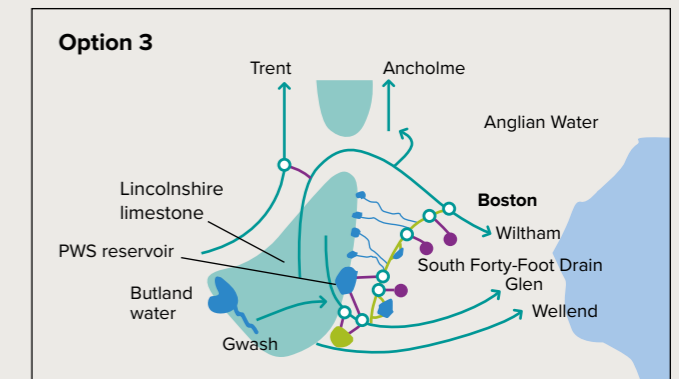 Option 3
Trent
Ancholme
Anglian Water
Lincolnshire
limestone
Boston
Wiltham
PWS reservoir
South Forty-Foot Drain
Glen
Butland
water
Wellend
Gwash